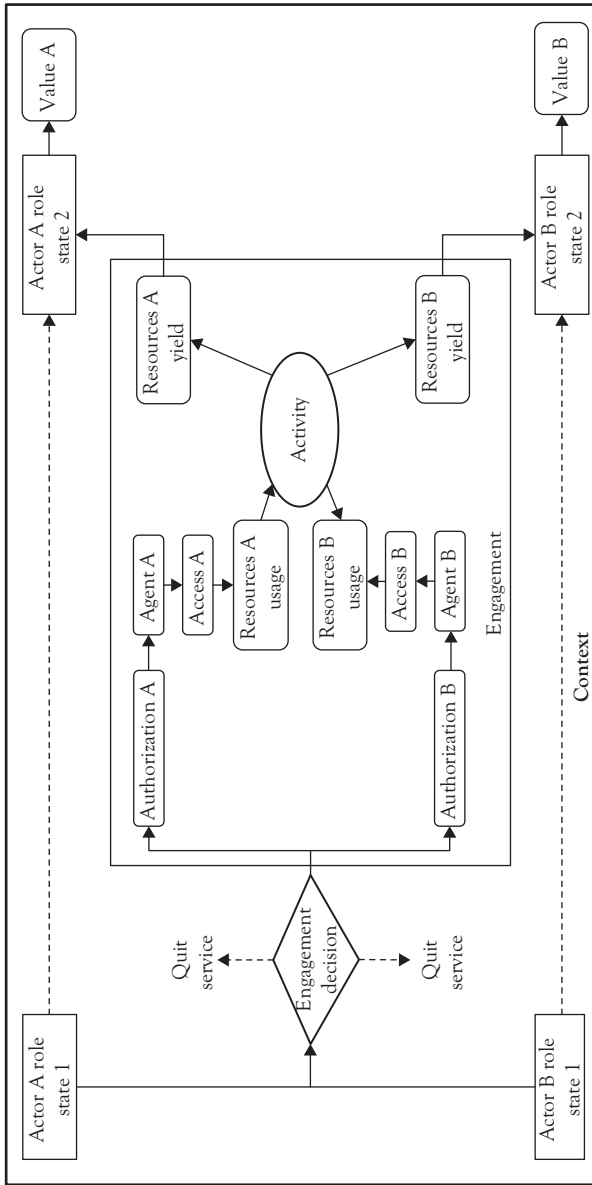 Actor A role
state 1
Actor A role
state 2
Value A
Quit
service
Engagement
decision
Quit
service
Authorization A
Agent A
Access A
Resources A
usage
Resources A
yield
Activity
Resources B
usage
Access B
Agent B
Authorization B
Resources B
yield
Engagement
Actor B role
state 1
Context
Actor B role
state 2
Value B